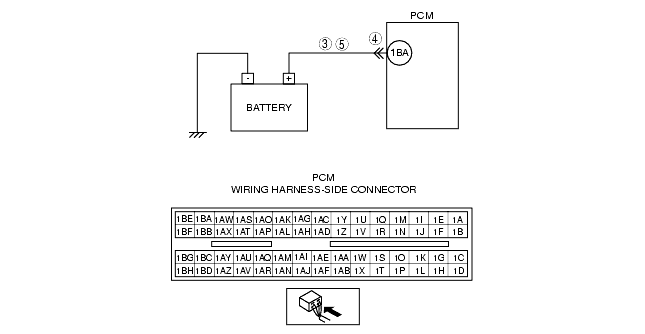 PCM
③ ⑤ ④ 1BA
- +
BATTERY
PCM
WIRING HARNESS-SIDE CONNECTOR
1BE 1BA 1AW 1AS 1AO 1AK 1AG 1AC 1Y 1U 1Q 1M 1I 1E 1A
1BF 1BB 1AX 1AT 1AP 1AL 1AH 1AD 1Z 1V 1R 1N 1J 1F 1B
1BG 1BC 1AY 1AU 1AQ 1AM 1AI 1AE 1AA 1W 1S 1O 1K 1G 1C
1BH 1BD 1AZ 1AV 1AR 1AN 1AJ 1AF 1AB 1X 1T 1P 1L 1H 1D